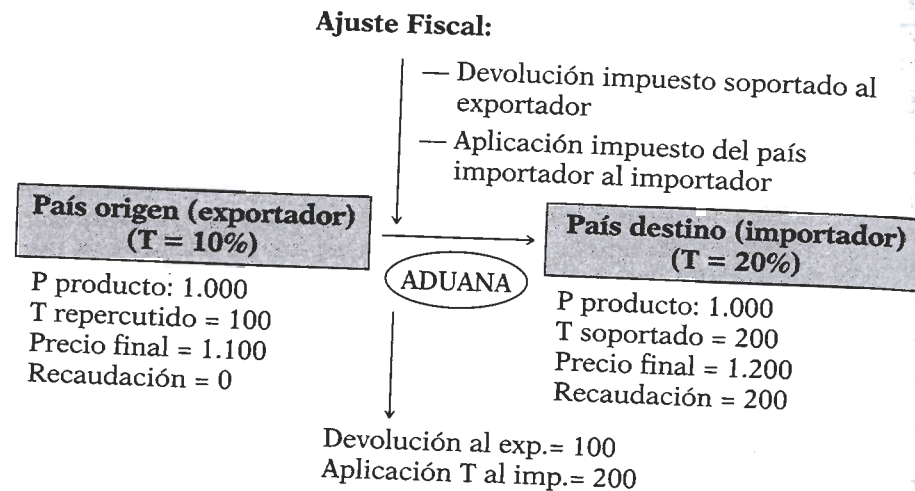 Ajuste Fiscal:
— Devolución impuesto soportado al
exportador
— Aplicación impuesto del país
importador al importador
País origen (exportador)
(T = 10%)
P producto: 1.000
T repercutido = 100
Precio final = 1.100
Recaudación = 0
ADUANA
País destino (importador)
(T = 20%)
P producto: 1.000
T soportado = 200
Precio final = 1.200
Recaudación = 200
Devolución al exp.= 100
Aplicación T al imp.= 200